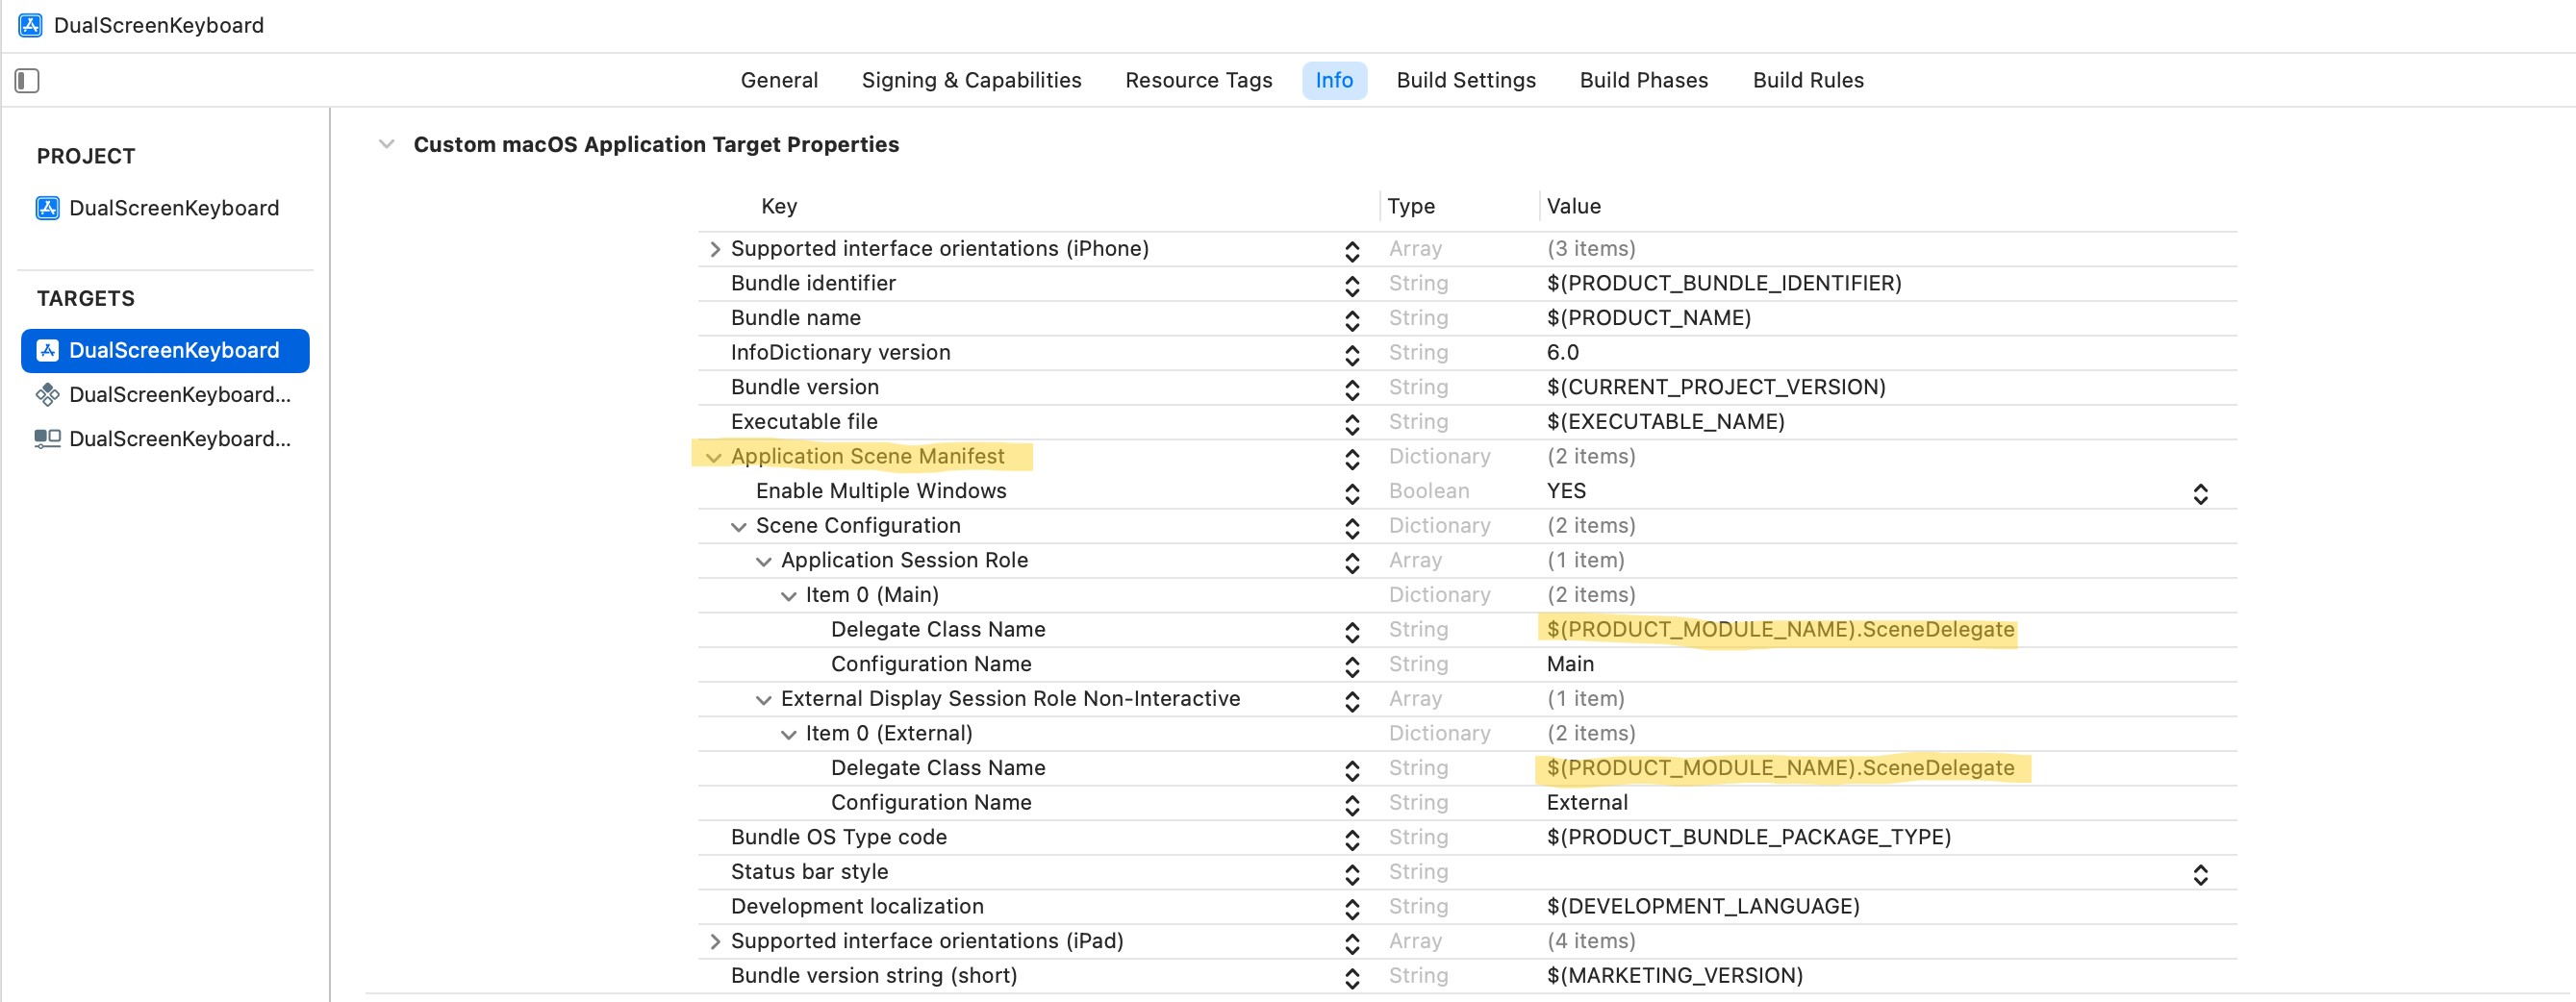 DualScreenKeyboard
General Signing & Capabilities Resource Tags Info Build Settings Build Phases Build Rules
PROJECT
DualScreenKeyboard
TARGETS
DualScreenKeyboard
DualScreenKeyboard...
DualScreenKeyboard...
Custom macOS Application Target Properties
Key Type Value
Supported interface orientations (iPhone) Array (3 items)
Bundle identifier String $(PRODUCT_BUNDLE_IDENTIFIER)
Bundle name String $(PRODUCT_NAME)
InfoDictionary version String 6.0
Bundle version String $(CURRENT_PROJECT_VERSION)
Executable file String $(EXECUTABLE_NAME)
Application Scene Manifest Dictionary (2 items)
Enable Multiple Windows Boolean YES
Scene Configuration Dictionary (2 items)
Application Session Role Array (1 item)
Item 0 (Main) Dictionary (2 items)
Delegate Class Name String $(PRODUCT_MODULE_NAME).SceneDelegate
Configuration Name String Main
External Display Session Role Non-Interactive Array (1 item)
Item 0 (External) Dictionary (2 items)
Delegate Class Name String $(PRODUCT_MODULE_NAME).SceneDelegate
Configuration Name String External
Bundle OS Type code String $(PRODUCT_BUNDLE_PACKAGE_TYPE)
Status bar style String
Development localization String $(DEVELOPMENT_LANGUAGE)
Supported interface orientations (iPad) Array (4 items)
Bundle version string (short) String $(MARKETING_VERSION)